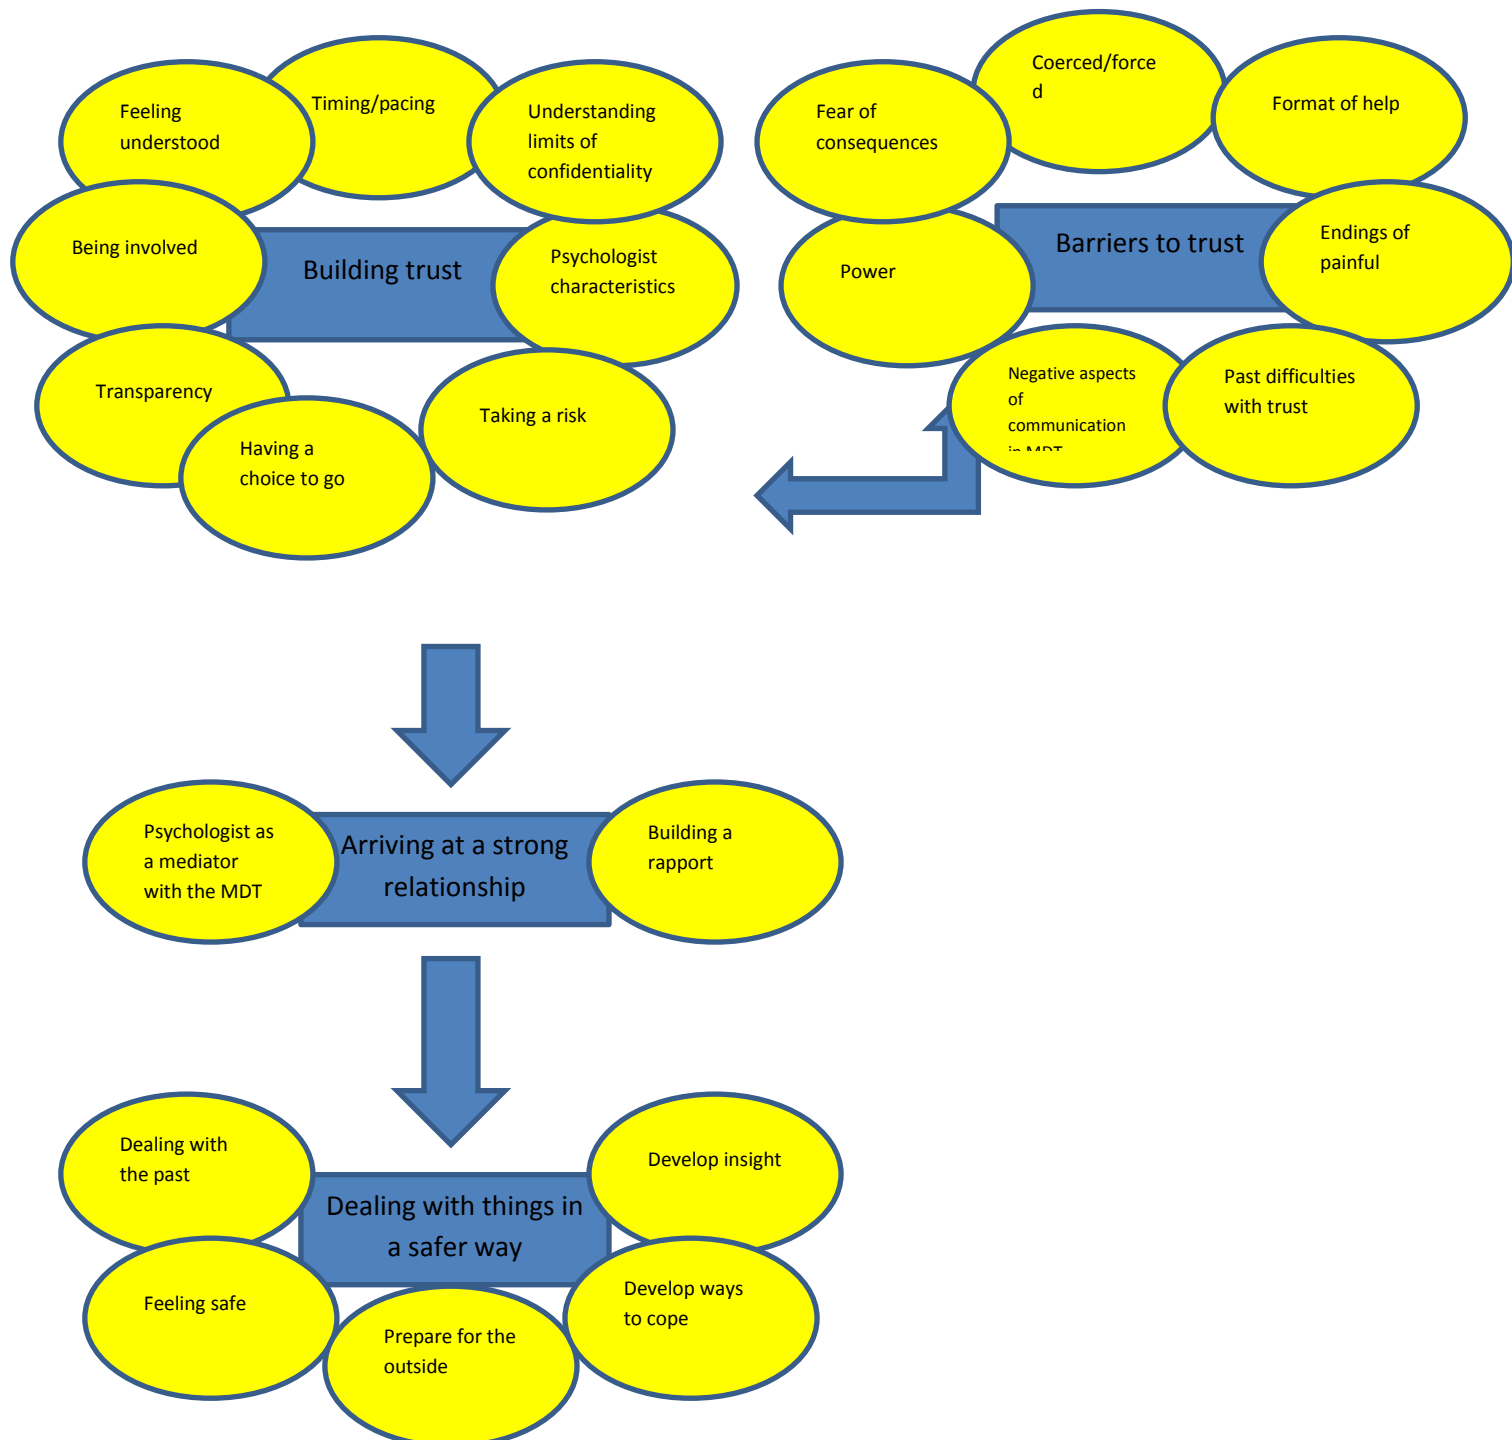 Feeling
understood
Timing/pacing
Understanding
limits of
confidentiality
Being involved
Building trust
Psychologist
characteristics
Transparency
Having a
choice to go
Taking a risk
Coerced/force
d
Fear of
consequences
Format of help
Power
Barriers to trust
Endings of
painful
Negative aspects
of
communication
in MDT
Past difficulties
with trust
Psychologist as
a mediator
with the MDT
Arriving at a strong
relationship
Building a
rapport
Dealing with
the past
Dealing with things in
a safer way
Develop insight
Feeling safe
Prepare for the
outside
Develop ways
to cope